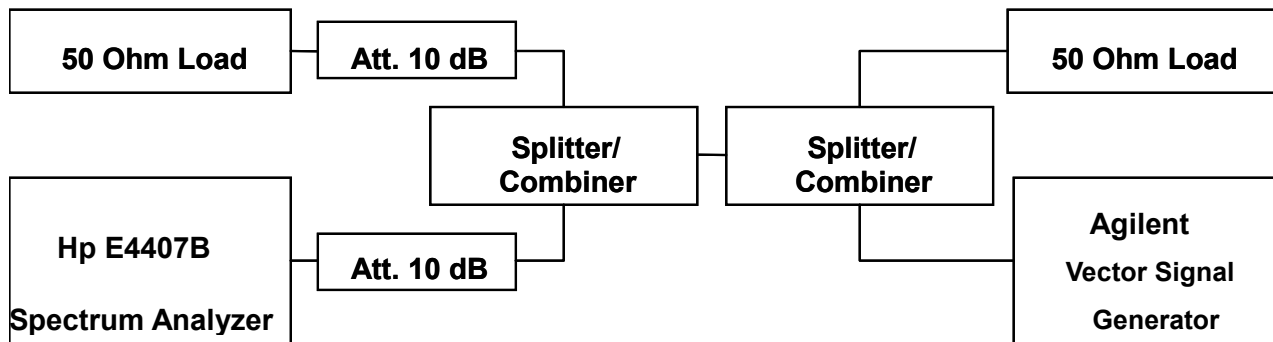 50 Ohm Load
Att. 10 dB
50 Ohm Load
Splitter/
Combiner
Splitter/
Combiner
Hp E4407B
Spectrum Analyzer
Att. 10 dB
Agilent
Vector Signal
Generator